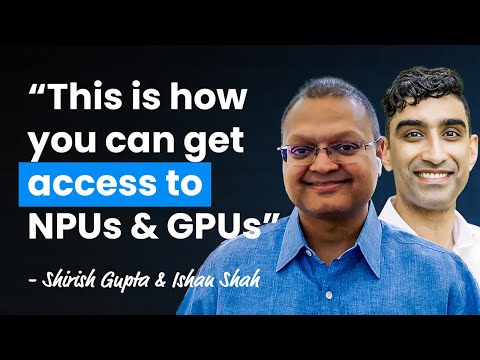 “This is how
you can get
access to
NPUs & GPUs”
- Shirish Gupta & Ishan Shah